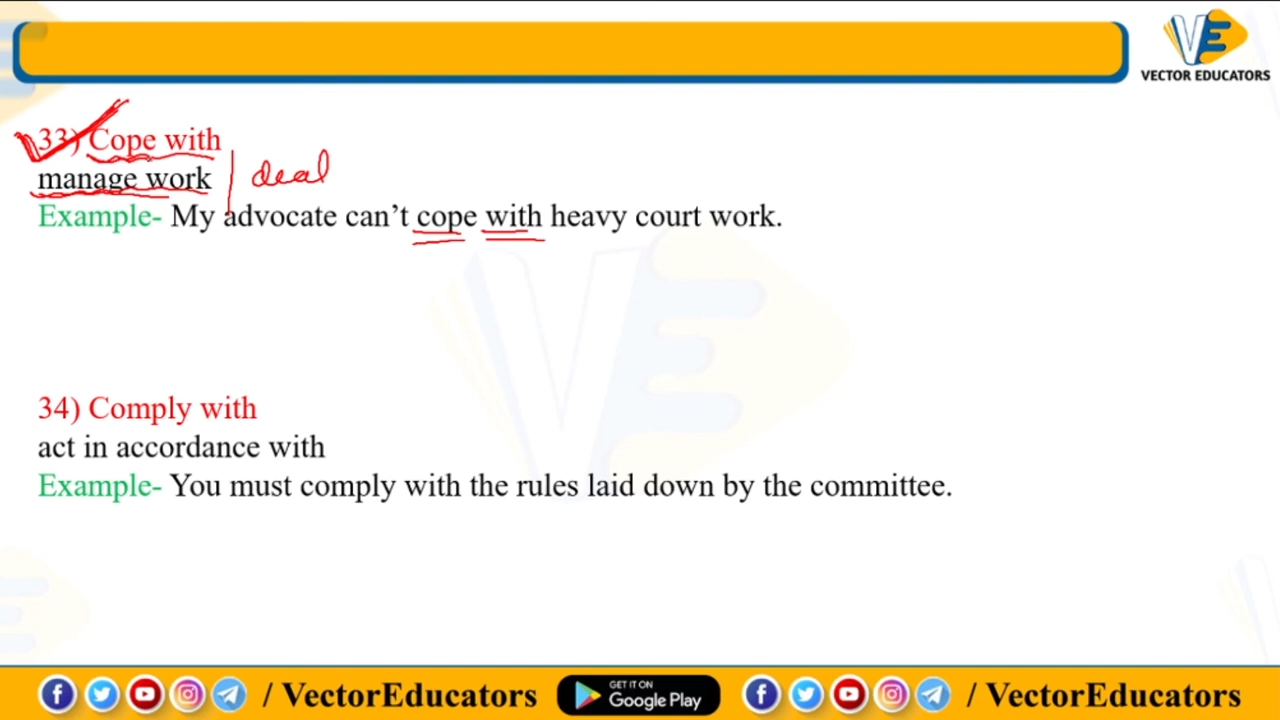 VECTOR EDUCATORS
33) Cope with
manage work | deal
Example- My advocate can’t cope with heavy court work.
34) Comply with
act in accordance with
Example- You must comply with the rules laid down by the committee.
/ VectorEducators GET IT ON Google Play / VectorEducators